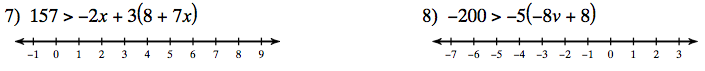 7) 157 > −2x + 3(8 + 7x) 8) −200 > −5(−8v + 8)
−1 0 1 2 3 4 5 6 7 8 9 −7 −6 −5 −4 −3 −2 −1 0 1 2 3